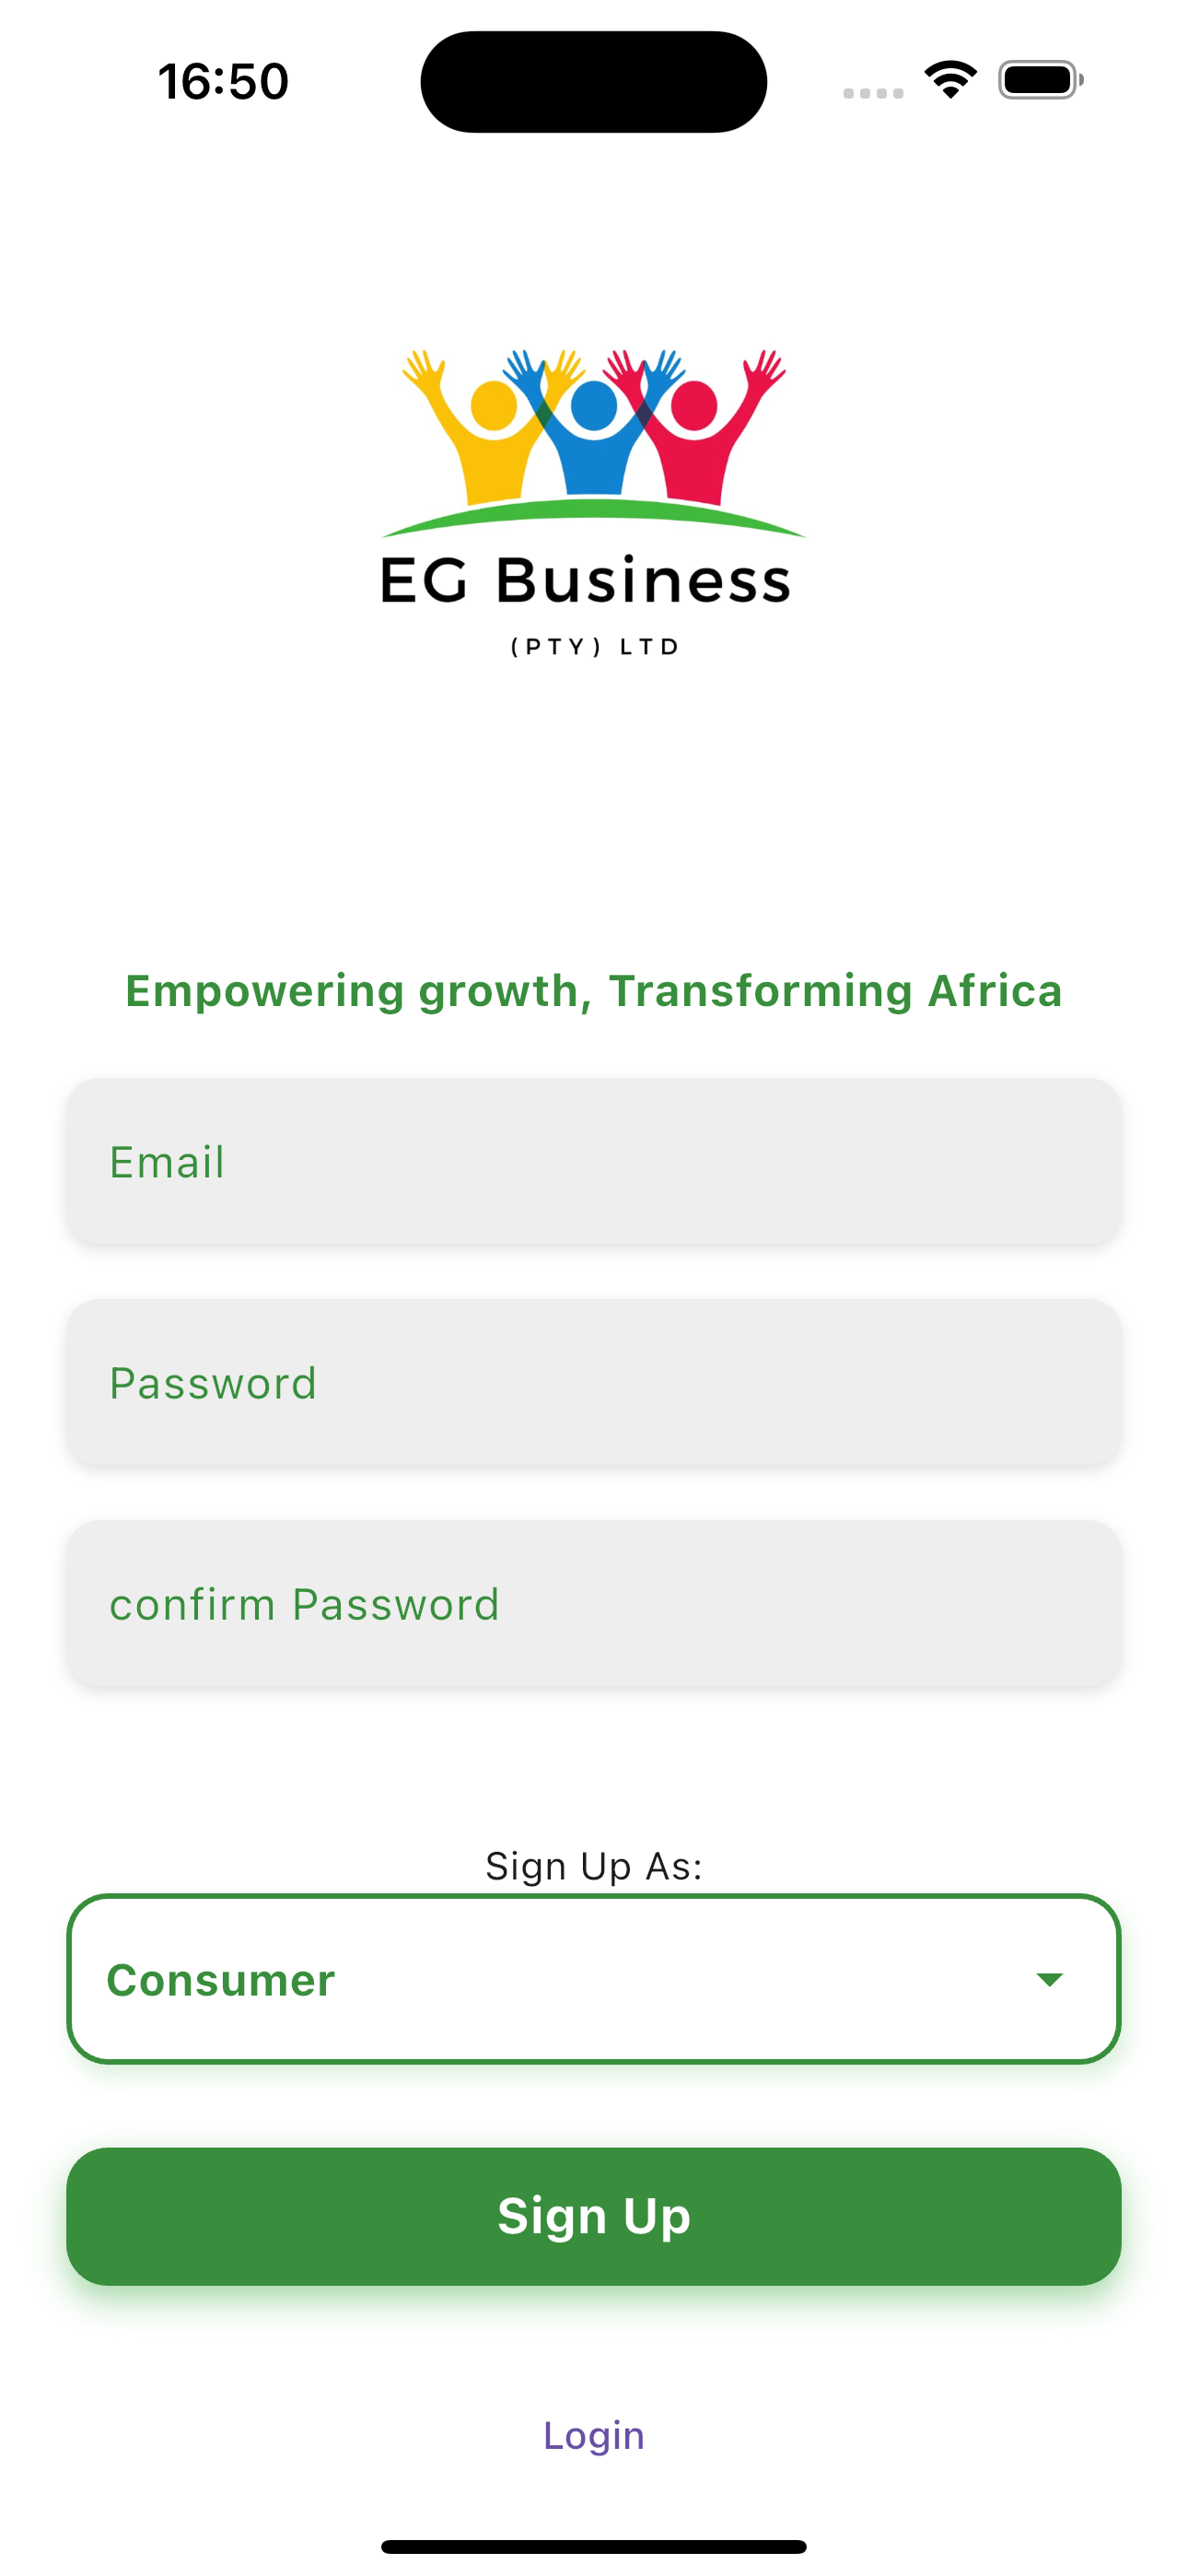 16:50
EG Business
(PTY) LTD
Empowering growth, Transforming Africa
Email
Password
confirm Password
Sign Up As:
Consumer
Sign Up
Login